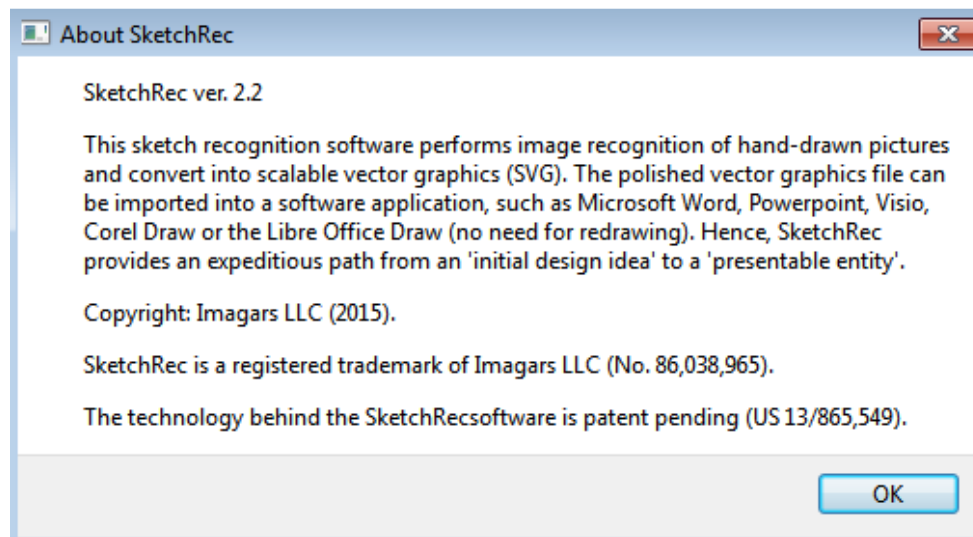 About SketchRec
SketchRec ver. 2.2
This sketch recognition software performs image recognition of hand-drawn pictures
and convert into scalable vector graphics (SVG). The polished vector graphics file can
be imported into a software application, such as Microsoft Word, Powerpoint, Visio,
Corel Draw or the Libre Office Draw (no need for redrawing). Hence, SketchRec
provides an expeditious path from an 'initial design idea' to a 'presentable entity'.
Copyright: Imagars LLC (2015).
SketchRec is a registered trademark of Imagars LLC (No. 86,038,965).
The technology behind the SketchRecsoftware is patent pending (US 13/865,549).
OK